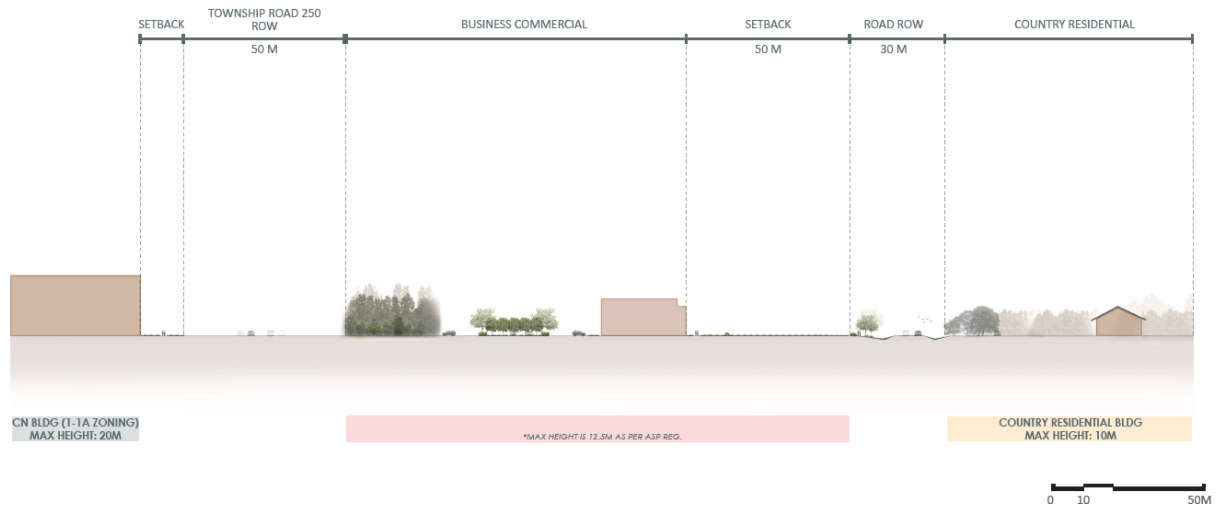 SETBACK
TOWNSHIP ROAD 250
ROW
BUSINESS COMMERCIAL
SETBACK
ROAD ROW
COUNTRY RESIDENTIAL
50 M
50 M
30 M
CN BLDG (1-1A ZONING)
MAX HEIGHT: 20M
*MAX HEIGHT IS 12.5M AS PER ASP REG.
COUNTRY RESIDENTIAL BLDG
MAX HEIGHT: 10M
0 10 50M